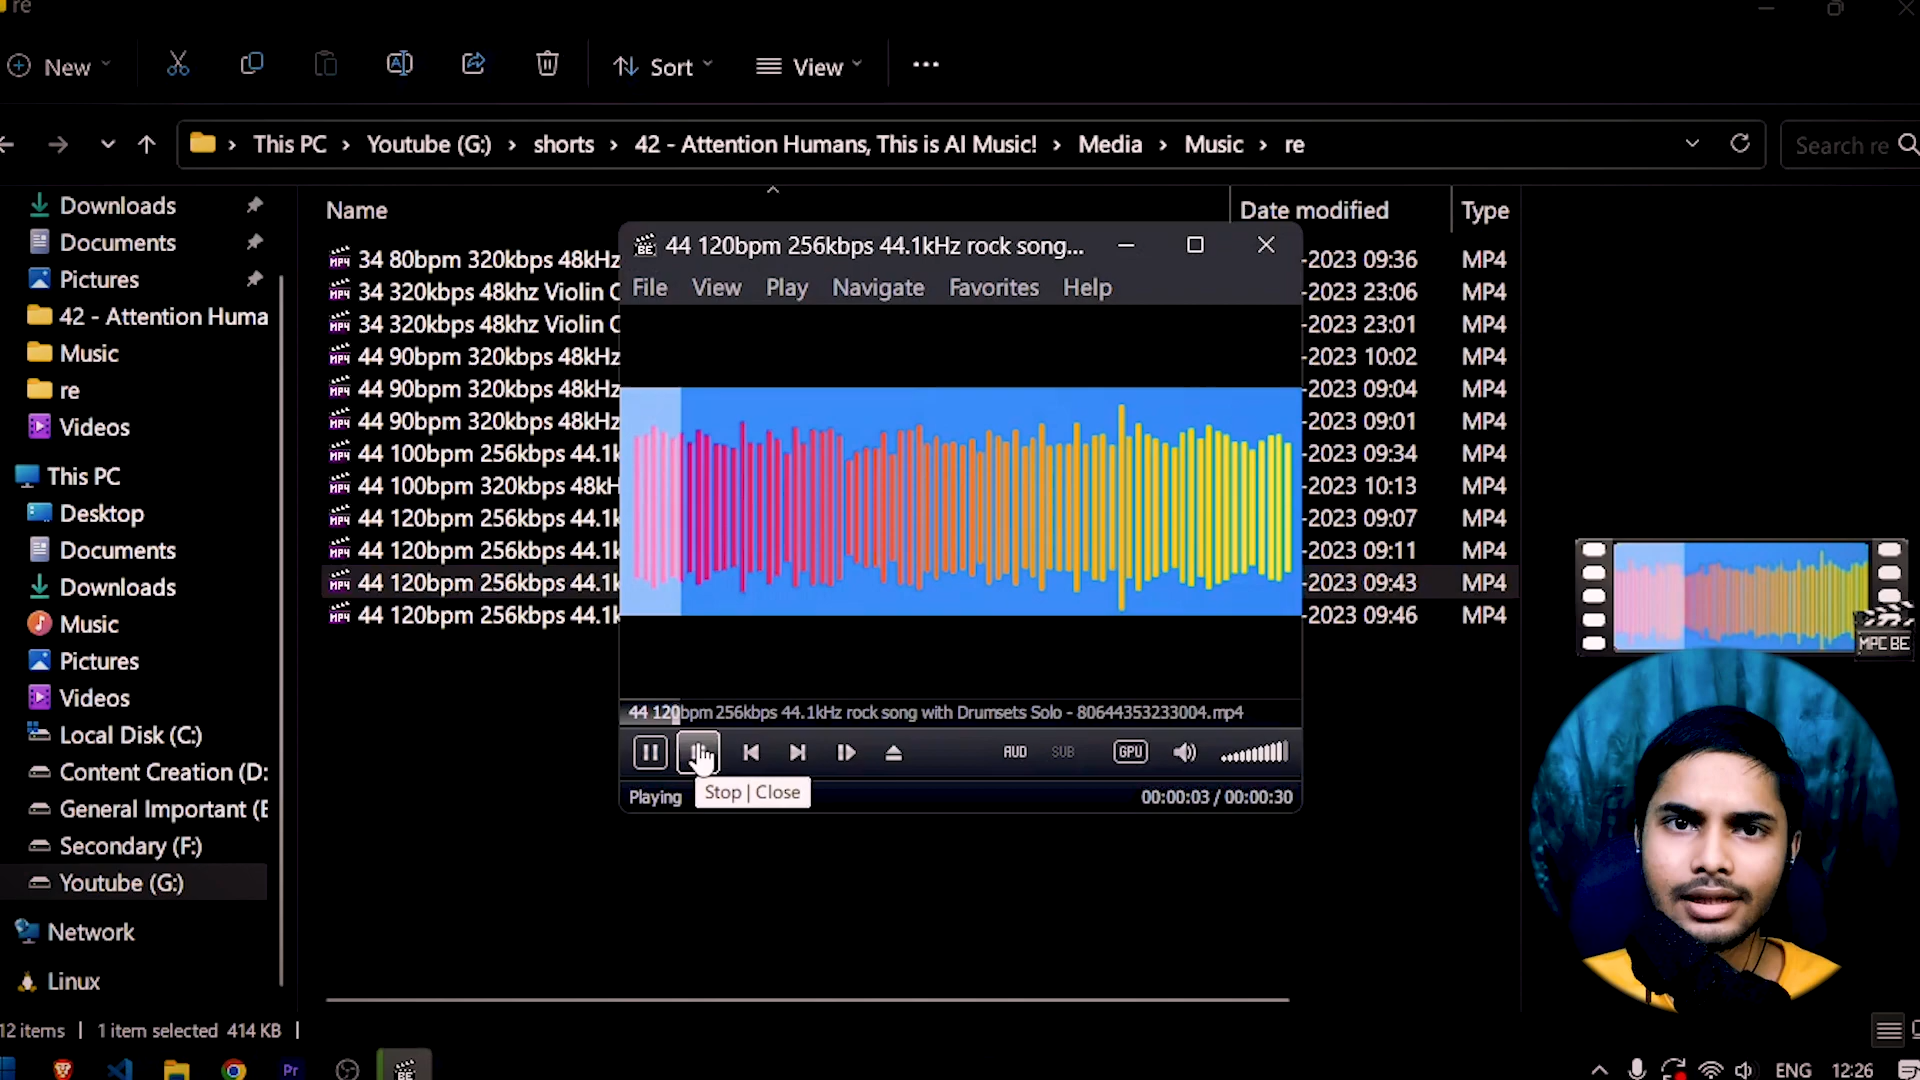 re
New
Sort
View
This PC > Youtube (G:) > shorts > 42 - Attention Humans, This is AI Music! > Media > Music > re
Search re
Downloads
Documents
Pictures
42 - Attention Huma
Music
re
Videos
This PC
Desktop
Documents
Downloads
Music
Pictures
Videos
Local Disk (C:)
Content Creation (D:
General Important (E
Secondary (F:)
Youtube (G:)
Network
Linux
Name Date modified Type
34 80bpm 320kbps 48kHz -2023 09:36 MP4
34 320kbps 48khz Violin C -2023 23:06 MP4
34 320kbps 48khz Violin C -2023 23:01 MP4
44 90bpm 320kbps 48kHz -2023 10:02 MP4
44 90bpm 320kbps 48kHz -2023 09:04 MP4
44 90bpm 320kbps 48kHz -2023 09:01 MP4
44 100bpm 256kbps 44.1k -2023 09:34 MP4
44 100bpm 320kbps 48kH -2023 10:13 MP4
44 120bpm 256kbps 44.1k -2023 09:07 MP4
44 120bpm 256kbps 44.1k -2023 09:11 MP4
44 120bpm 256kbps 44.1k -2023 09:43 MP4
44 120bpm 256kbps 44.1k -2023 09:46 MP4
BE 44 120bpm 256kbps 44.1kHz rock song...
File View Play Navigate Favorites Help
44 120bpm 256kbps 44.1kHz rock song with Drumsets Solo - 80644353233004.mp4
AUD SUB GPU
Stop | Close
Playing 00:00:03 / 00:00:30
MPC BE
12 items | 1 item selected 414 KB |
Pr BE ENG 12:26